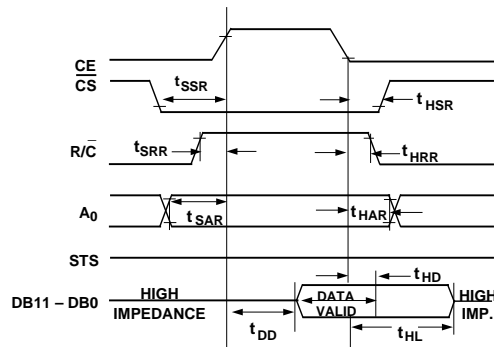 CE
CS
tSSR
tHSR
R/C
tSRR
tHRR
A0
tSAR
tHAR
STS
tHD
DB11 – DB0
HIGH
IMPEDANCE
DATA
VALID
HIGH
IMP.
tDD
tHL